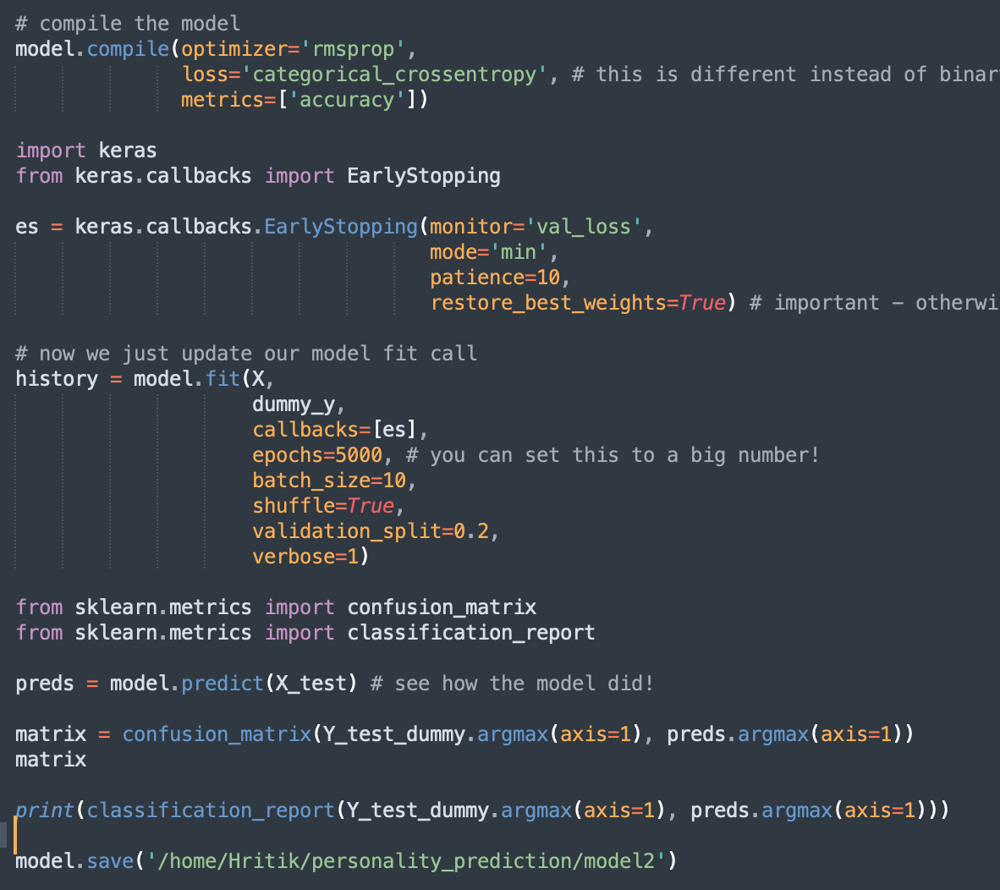 # compile the model
model.compile(optimizer='rmsprop',
loss='categorical_crossentropy', # this is different instead of
metrics=['accuracy'])
import keras
from keras.callbacks import EarlyStopping
es = keras.callbacks.EarlyStopping(monitor='val_loss',
mode='min',
patience=10,
restore_best_weights=True) # important –
# now we just update our model fit call
history = model.fit(X,
dummy_y,
callbacks=[es],
epochs=5000, # you can set this to a big number!
batch_size=10,
shuffle=True,
validation_split=0.2,
verbose=1)
from sklearn.metrics import confusion_matrix
from sklearn.metrics import classification_report
preds = model.predict(X_test) # see how the model did!
matrix = confusion_matrix(Y_test_dummy.argmax(axis=1), preds.argmax(axis=1))
matrix
print(classification_report(Y_test_dummy.argmax(axis=1), preds.argmax(axis=1)))
model.save('/home/Hritik/personality_prediction/model2')